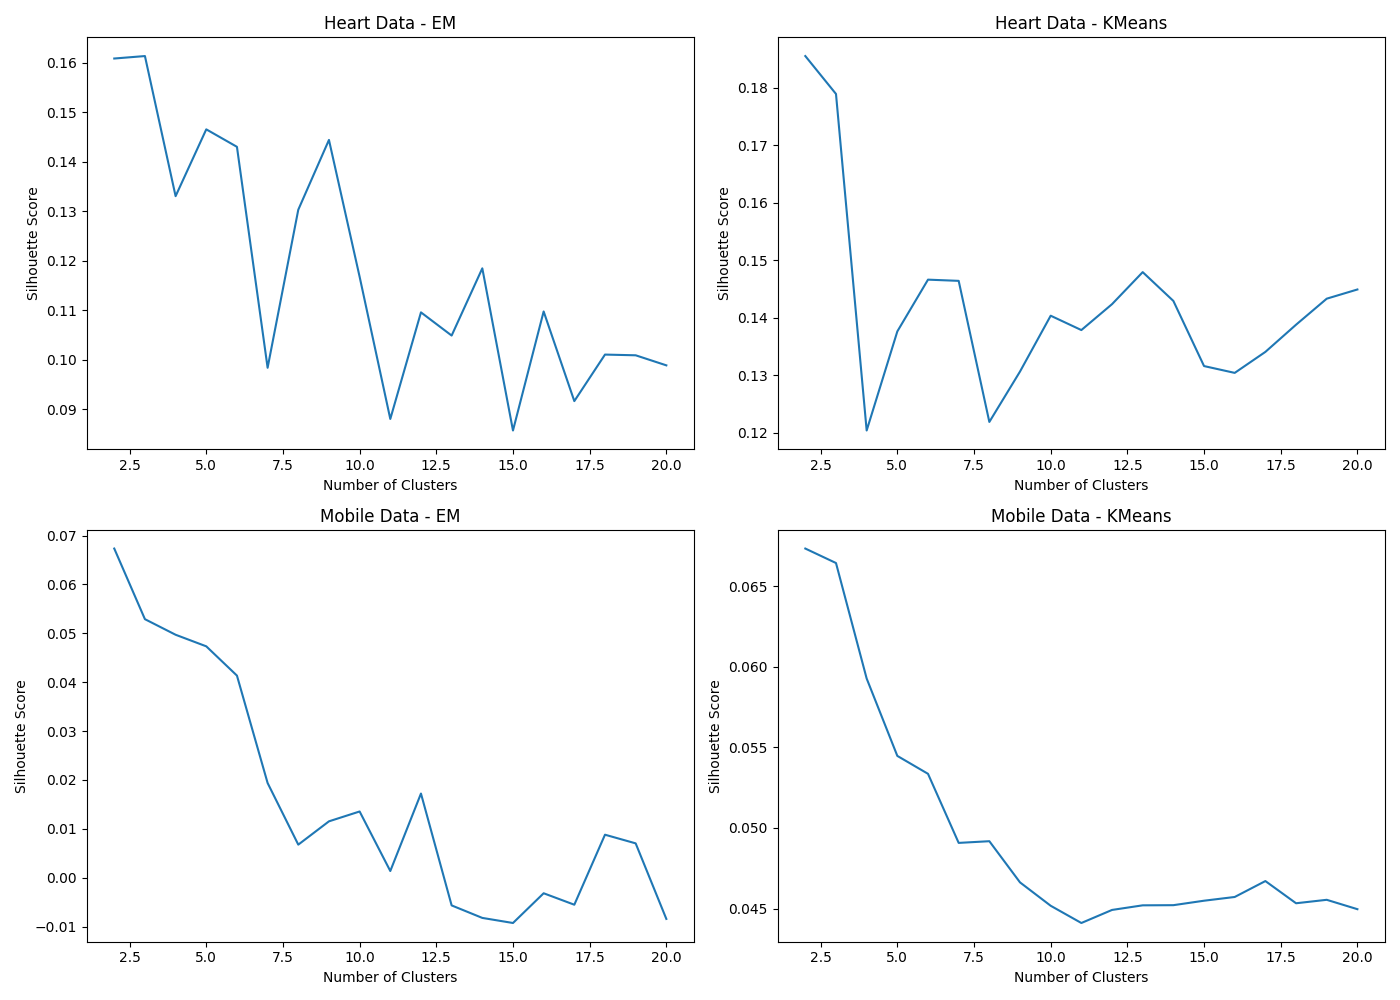 Heart Data - EM
0.16
0.15
0.14
0.13
0.12
0.11
0.10
0.09
Silhouette Score
2.5 5.0 7.5 10.0 12.5 15.0 17.5 20.0
Number of Clusters
Heart Data - KMeans
0.18
0.17
0.16
0.15
0.14
0.13
0.12
Silhouette Score
2.5 5.0 7.5 10.0 12.5 15.0 17.5 20.0
Number of Clusters
Mobile Data - EM
0.07
0.06
0.05
0.04
0.03
0.02
0.01
0.00
−0.01
Silhouette Score
2.5 5.0 7.5 10.0 12.5 15.0 17.5 20.0
Number of Clusters
Mobile Data - KMeans
0.065
0.060
0.055
0.050
0.045
Silhouette Score
2.5 5.0 7.5 10.0 12.5 15.0 17.5 20.0
Number of Clusters